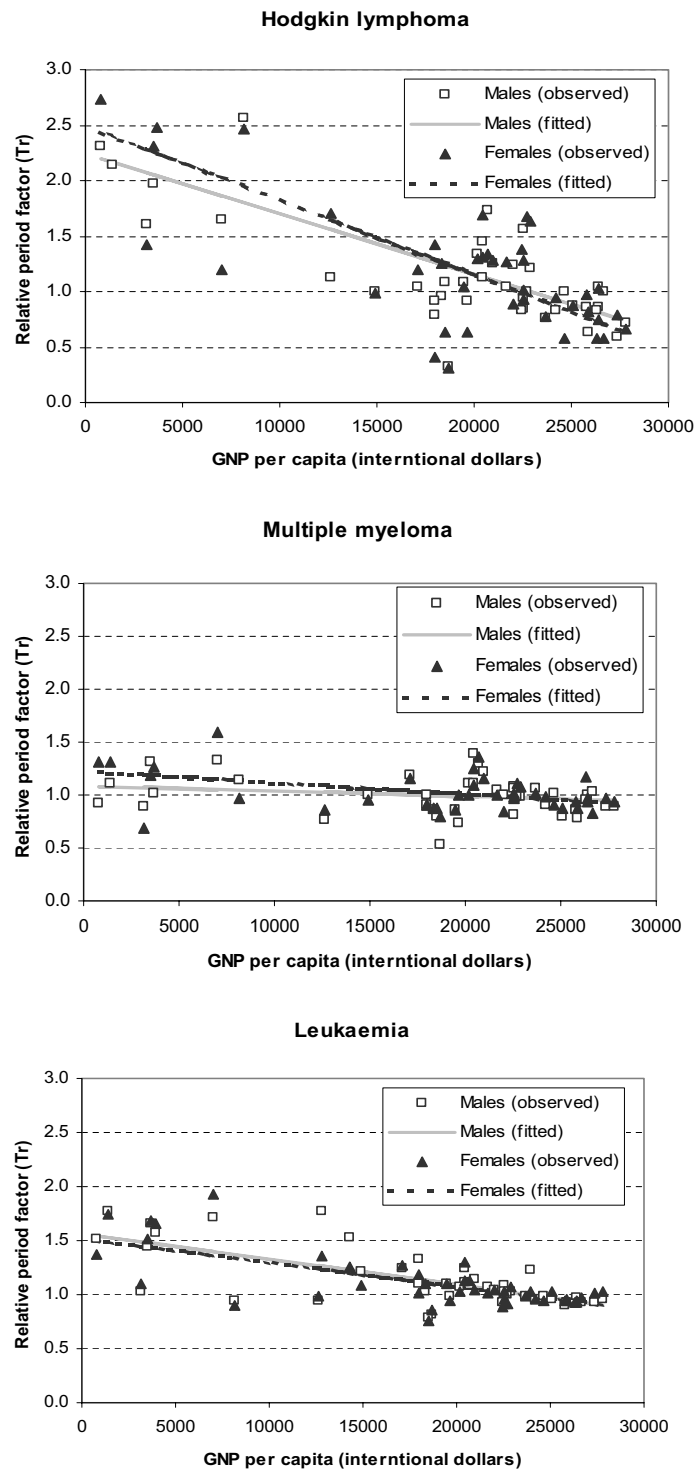 Hodgkin lymphoma
Relative period factor (Tr)
3.0
2.5
2.0
1.5
1.0
0.5
0.0
Males (observed)
Males (fitted)
Females (observed)
Females (fitted)
0 5000 10000 15000 20000 25000 30000
GNP per capita (interntional dollars)
Multiple myeloma
Relative period factor (Tr)
3.0
2.5
2.0
1.5
1.0
0.5
0.0
Males (observed)
Males (fitted)
Females (observed)
Females (fitted)
0 5000 10000 15000 20000 25000 30000
GNP per capita (interntional dollars)
Leukaemia
Relative period factor (Tr)
3.0
2.5
2.0
1.5
1.0
0.5
0.0
Males (observed)
Males (fitted)
Females (observed)
Females (fitted)
0 5000 10000 15000 20000 25000 30000
GNP per capita (interntional dollars)